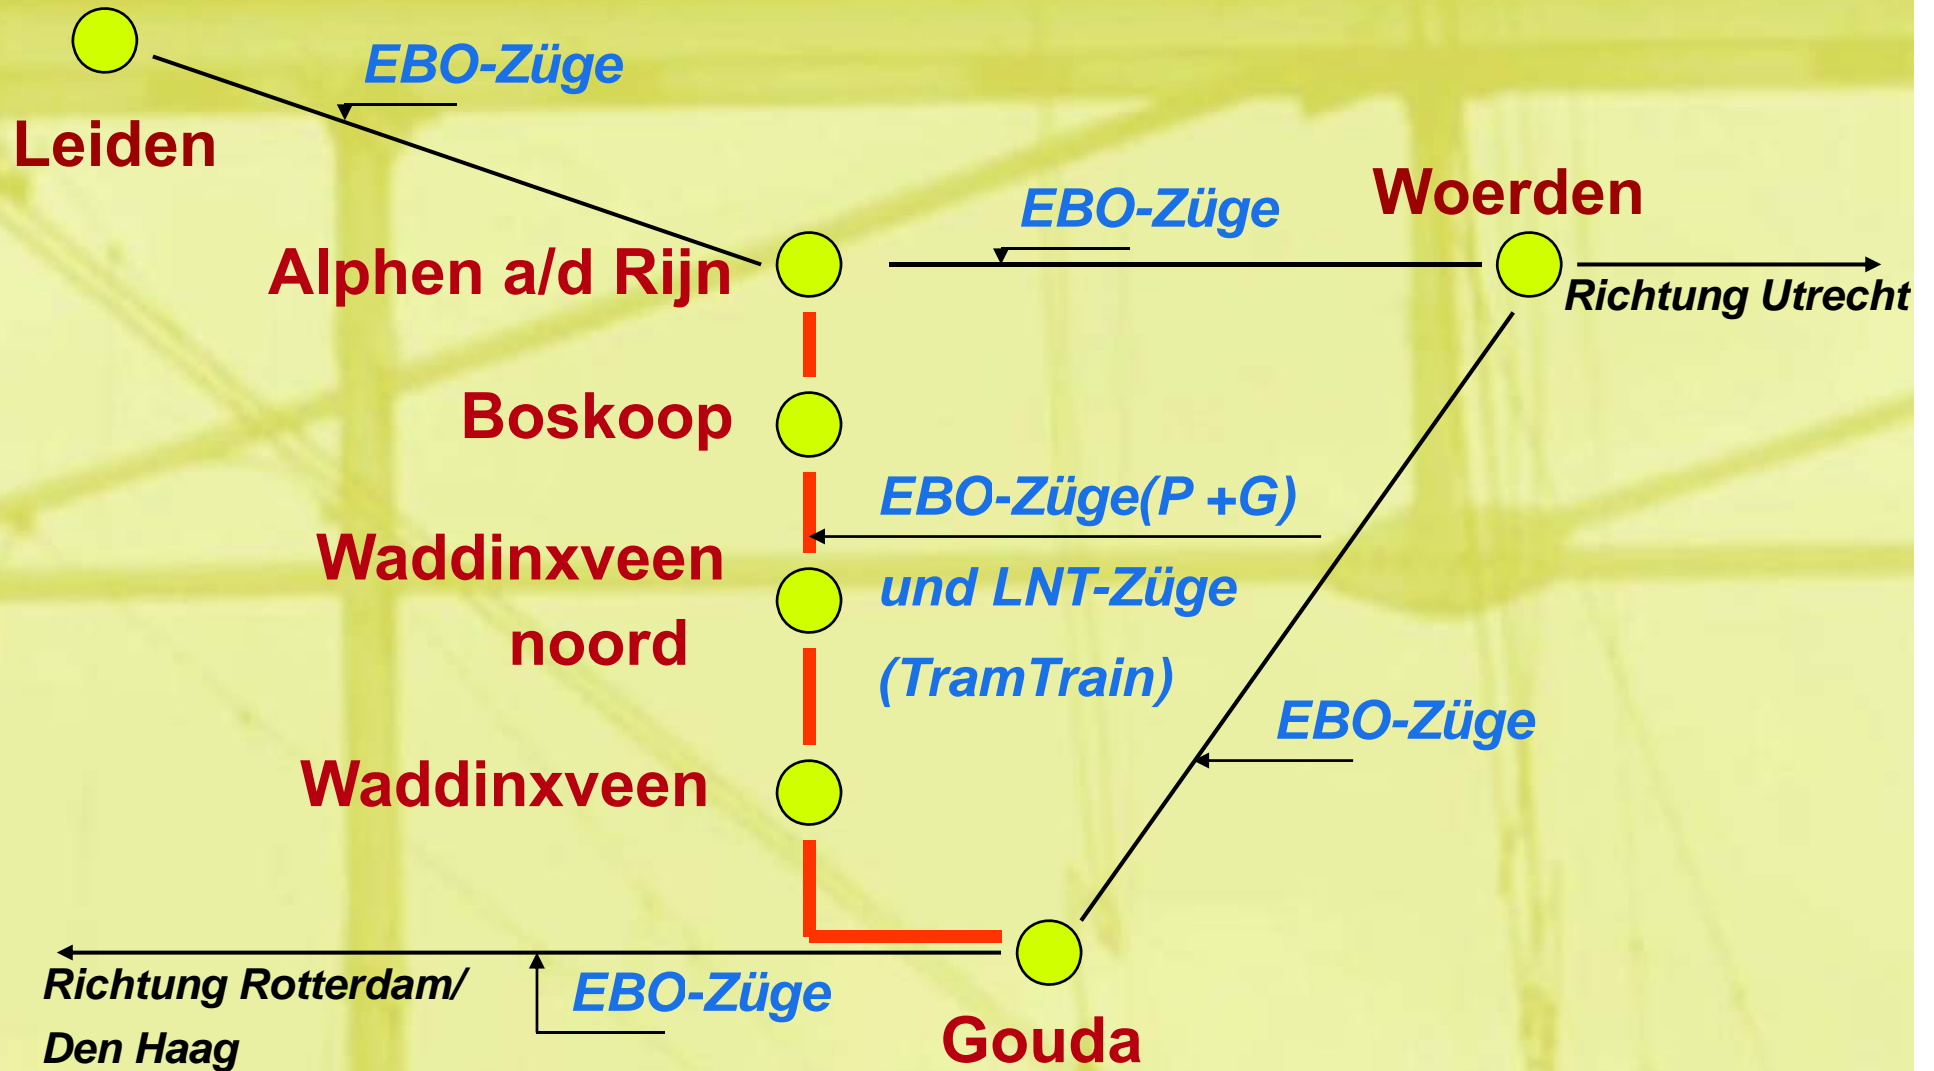 EBO-Züge
Leiden
Woerden
EBO-Züge
Alphen a/d Rijn
Richtung Utrecht
Boskoop
EBO-Züge(P +G)
und LNT-Züge
(TramTrain)
Waddinxveen
noord
EBO-Züge
Waddinxveen
Richtung Rotterdam/
Den Haag
EBO-Züge
Gouda